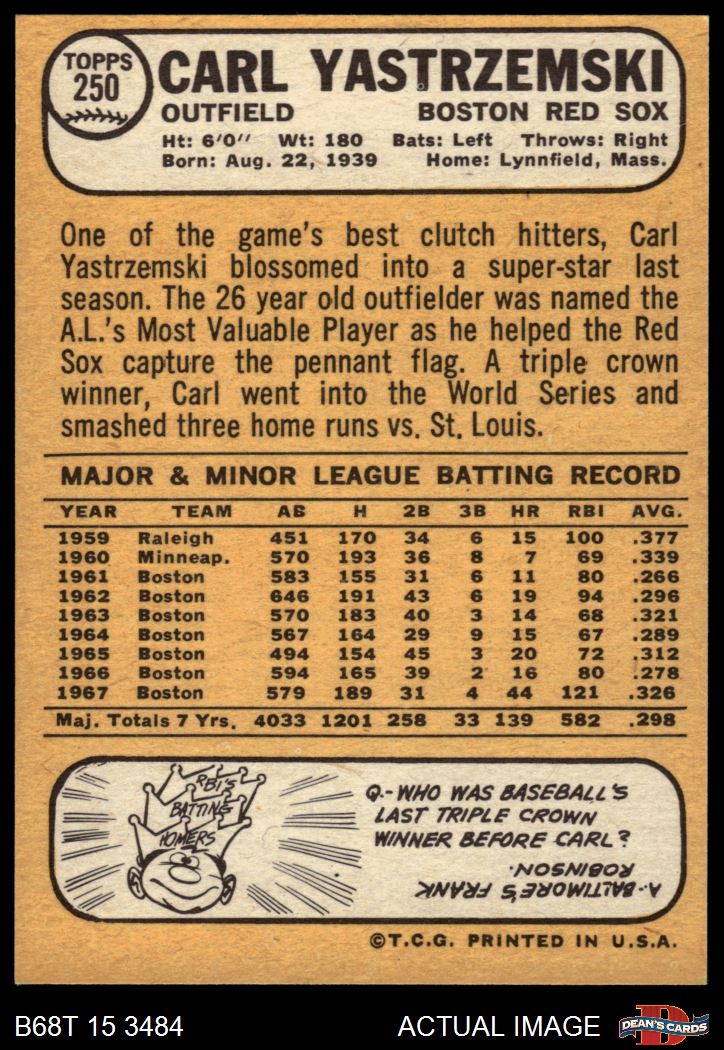 TOPPS
250
CARL YASTRZEMSKI
OUTFIELD BOSTON RED SOX
Ht: 6'0" Wt: 180 Bats: Left Throws: Right
Born: Aug. 22, 1939 Home: Lynnfield, Mass.
One of the game's best clutch hitters, Carl
Yastrzemski blossomed into a super-star last
season. The 26 year old outfielder was named the
A.L.'s Most Valuable Player as he helped the Red
Sox capture the pennant flag. A triple crown
winner, Carl went into the World Series and
smashed three home runs vs. St. Louis.
MAJOR & MINOR LEAGUE BATTING RECORD
YEAR TEAM AB H 2B 3B HR RBI AVG.
1959 Raleigh 451 170 34 6 15 100 .377
1960 Minneap. 570 193 36 8 7 69 .339
1961 Boston 583 155 31 6 11 80 .266
1962 Boston 646 191 43 6 19 94 .296
1963 Boston 570 183 40 3 14 68 .321
1964 Boston 567 164 29 9 15 67 .289
1965 Boston 494 154 45 3 20 72 .312
1966 Boston 594 165 39 2 16 80 .278
1967 Boston 579 189 31 4 44 121 .326
Maj. Totals 7 Yrs. 4033 1201 258 33 139 582 .298
RBI'S
BATTING
HOMERS
Q.-WHO WAS BASEBALL'S
LAST TRIPLE CROWN
WINNER BEFORE CARL?
A.-BALTIMORE'S FRANK
ROBINSON.
©T.C.G. PRINTED IN U.S.A.
B68T 15 3484 ACTUAL IMAGE
D
DEAN'S CARDS